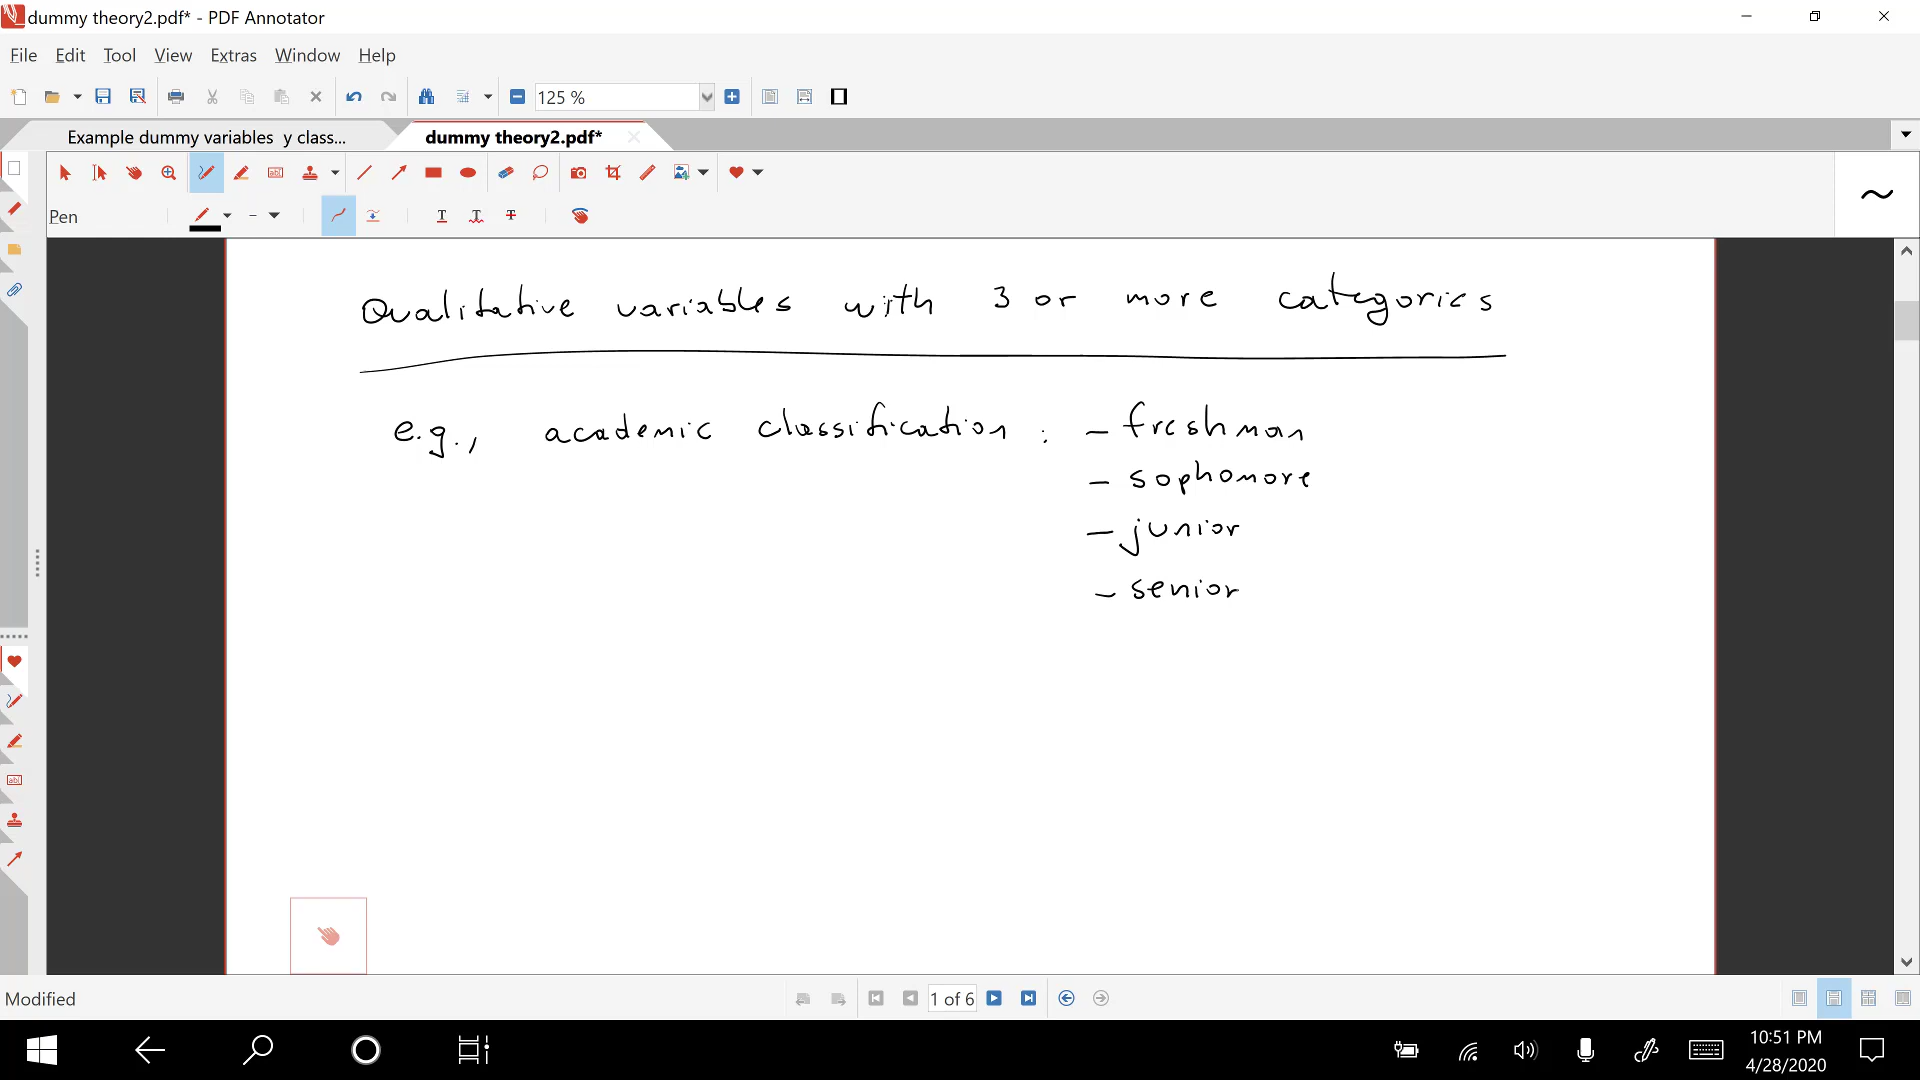 dummy theory2.pdf* - PDF Annotator
File Edit Tool View Extras Window Help
125 %
Example dummy variables y class...
dummy theory2.pdf*
Pen
Qualitative variables with 3 or more categories
e.g., academic classification : - freshman
- sophomore
- junior
- senior
Modified
1 of 6
10:51 PM
4/28/2020